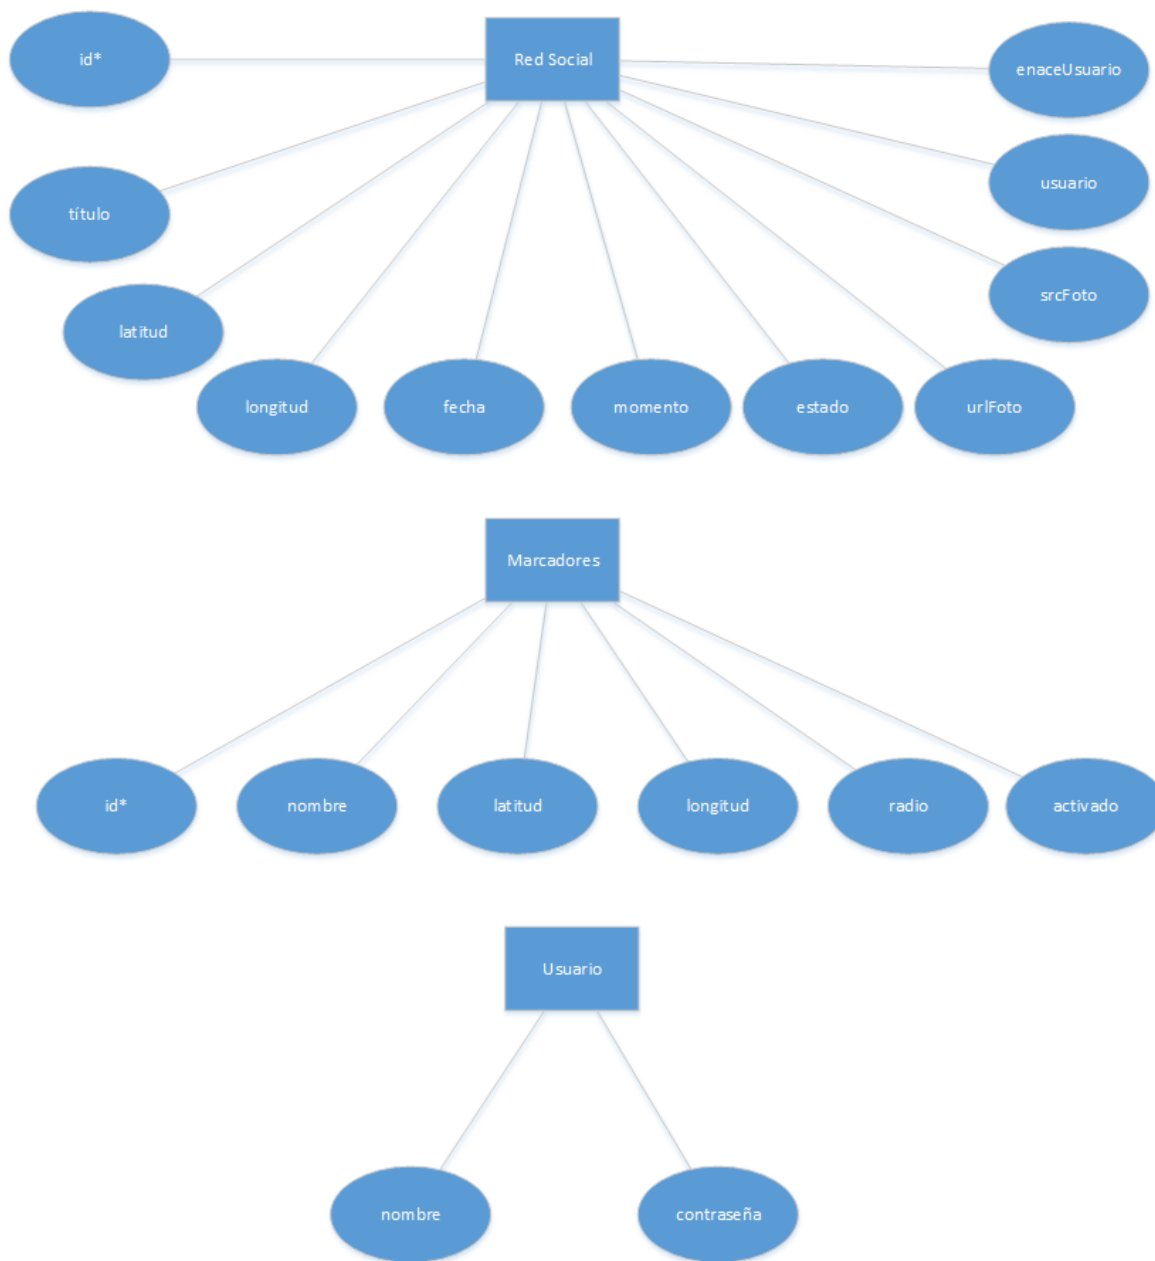 id*
Red Social
enaceUsuario
título
usuario
latitud
srcFoto
longitud
fecha
momento
estado
urlFoto
Marcadores
id*
nombre
latitud
longitud
radio
activado
Usuario
nombre
contraseña